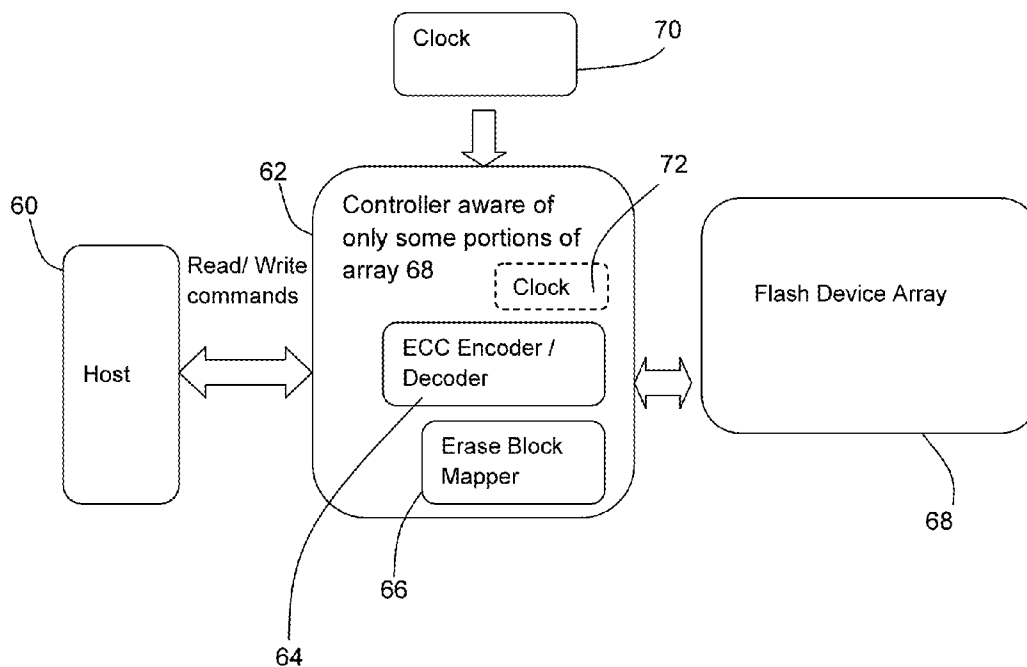 Clock
70
62
Controller aware of
only some portions of
array 68
72
Clock
60
Read/ Write
commands
Host
ECC Encoder /
Decoder
Erase Block
Mapper
Flash Device Array
68
66
64